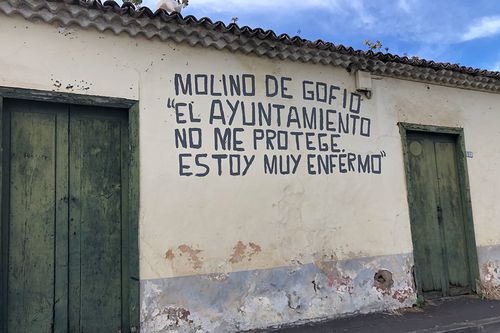 MOLINO DE GOFIO
"EL AYUNTAMIENTO
NO ME PROTEGE.
ESTOY MUY ENFERMO"